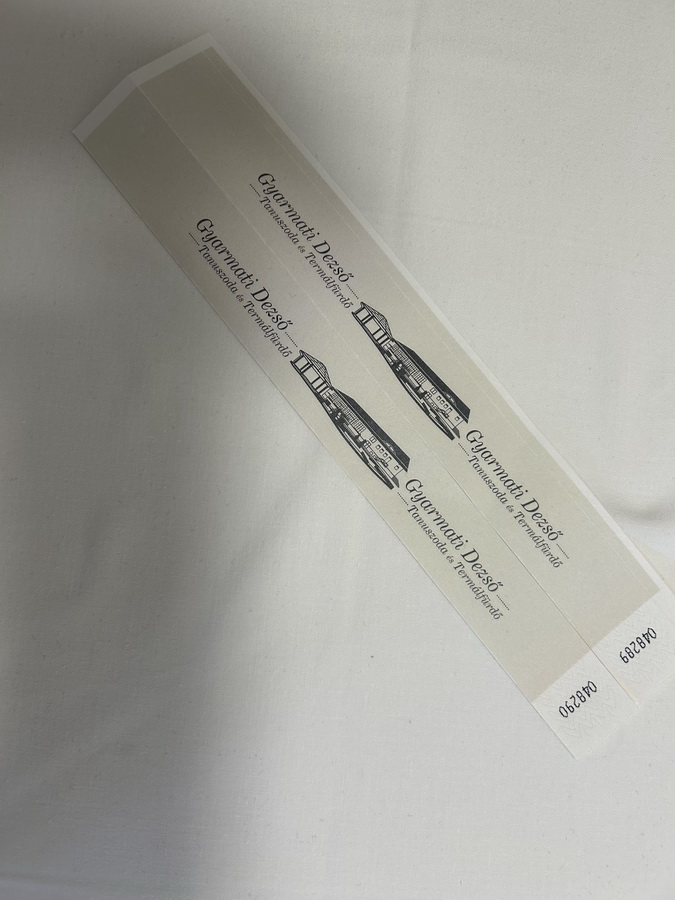 Gyarmati Dezső
Tanuszoda és Termálfürdő
Gyarmati Dezső
Tanuszoda és Termálfürdő
048289
Gyarmati Dezső
Tanuszoda és Termálfürdő
Gyarmati Dezső
Tanuszoda és Termálfürdő
048290